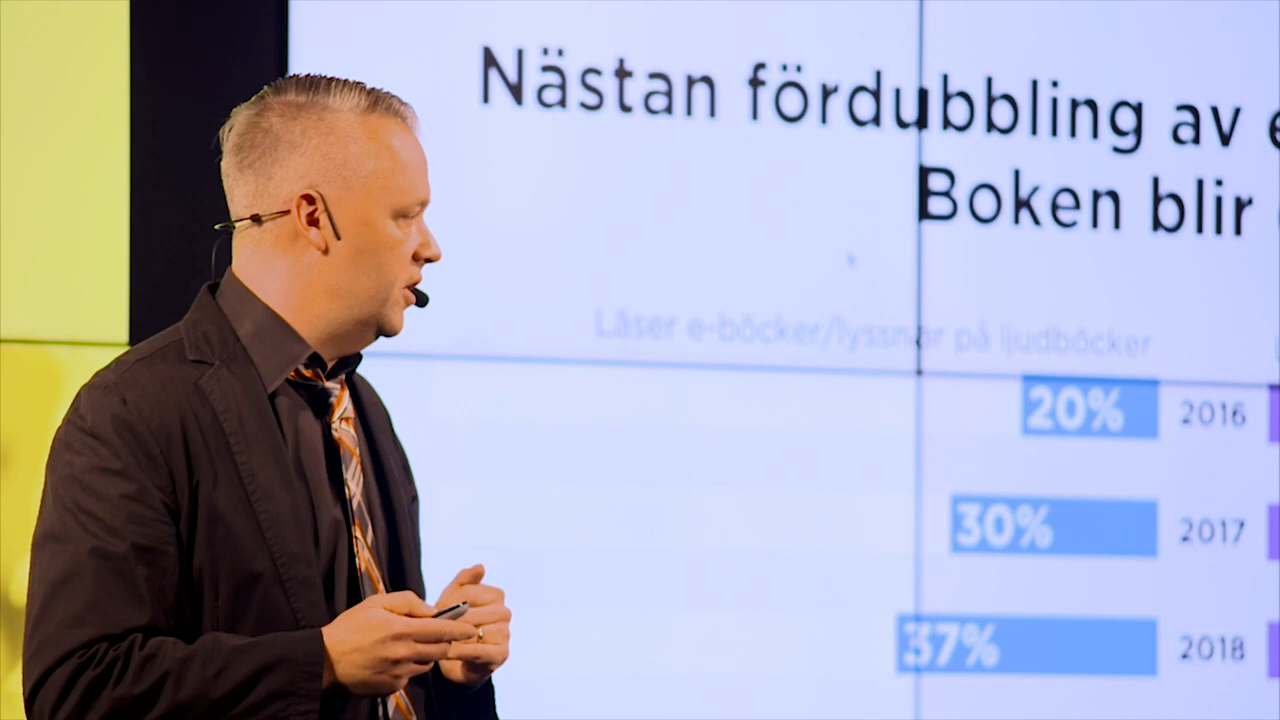 Nästan fördubbling av
Boken blir
Läser e-böcker/lyssnar på ljudböcker
20% 2016
30% 2017
37% 2018